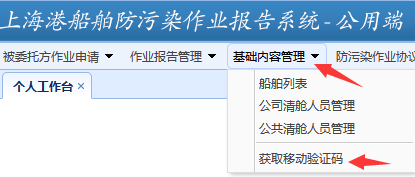 上海港船舶防污染作业报告系统-公用端
被委托方作业申请 作业报告管理 基础内容管理 防污染作业协议
个人工作台 ×
船舶列表
公司清舱人员管理
公共清舱人员管理
获取移动验证码